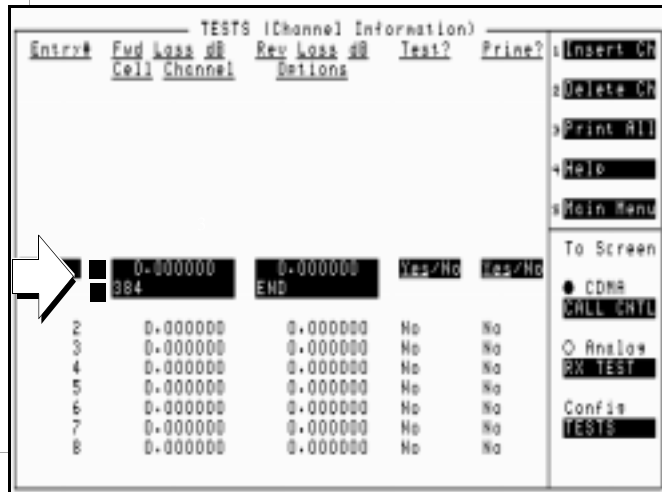 TESTS (Channel Information)
Entry# Fwd Loss dB Rev Loss dB Test? Prime?
Cell Channel Options
1 Insert Ch
2 Delete Ch
3 Print All
4 Help
5 Main Menu
To Screen
CDMA
CALL CNTL
Analog
RX TEST
Config
TESTS
0.000000 0.000000 Yes/No Yes/No
384 END
2 0.000000 0.000000 No No
3 0.000000 0.000000 No No
4 0.000000 0.000000 No No
5 0.000000 0.000000 No No
6 0.000000 0.000000 No No
7 0.000000 0.000000 No No
8 0.000000 0.000000 No No